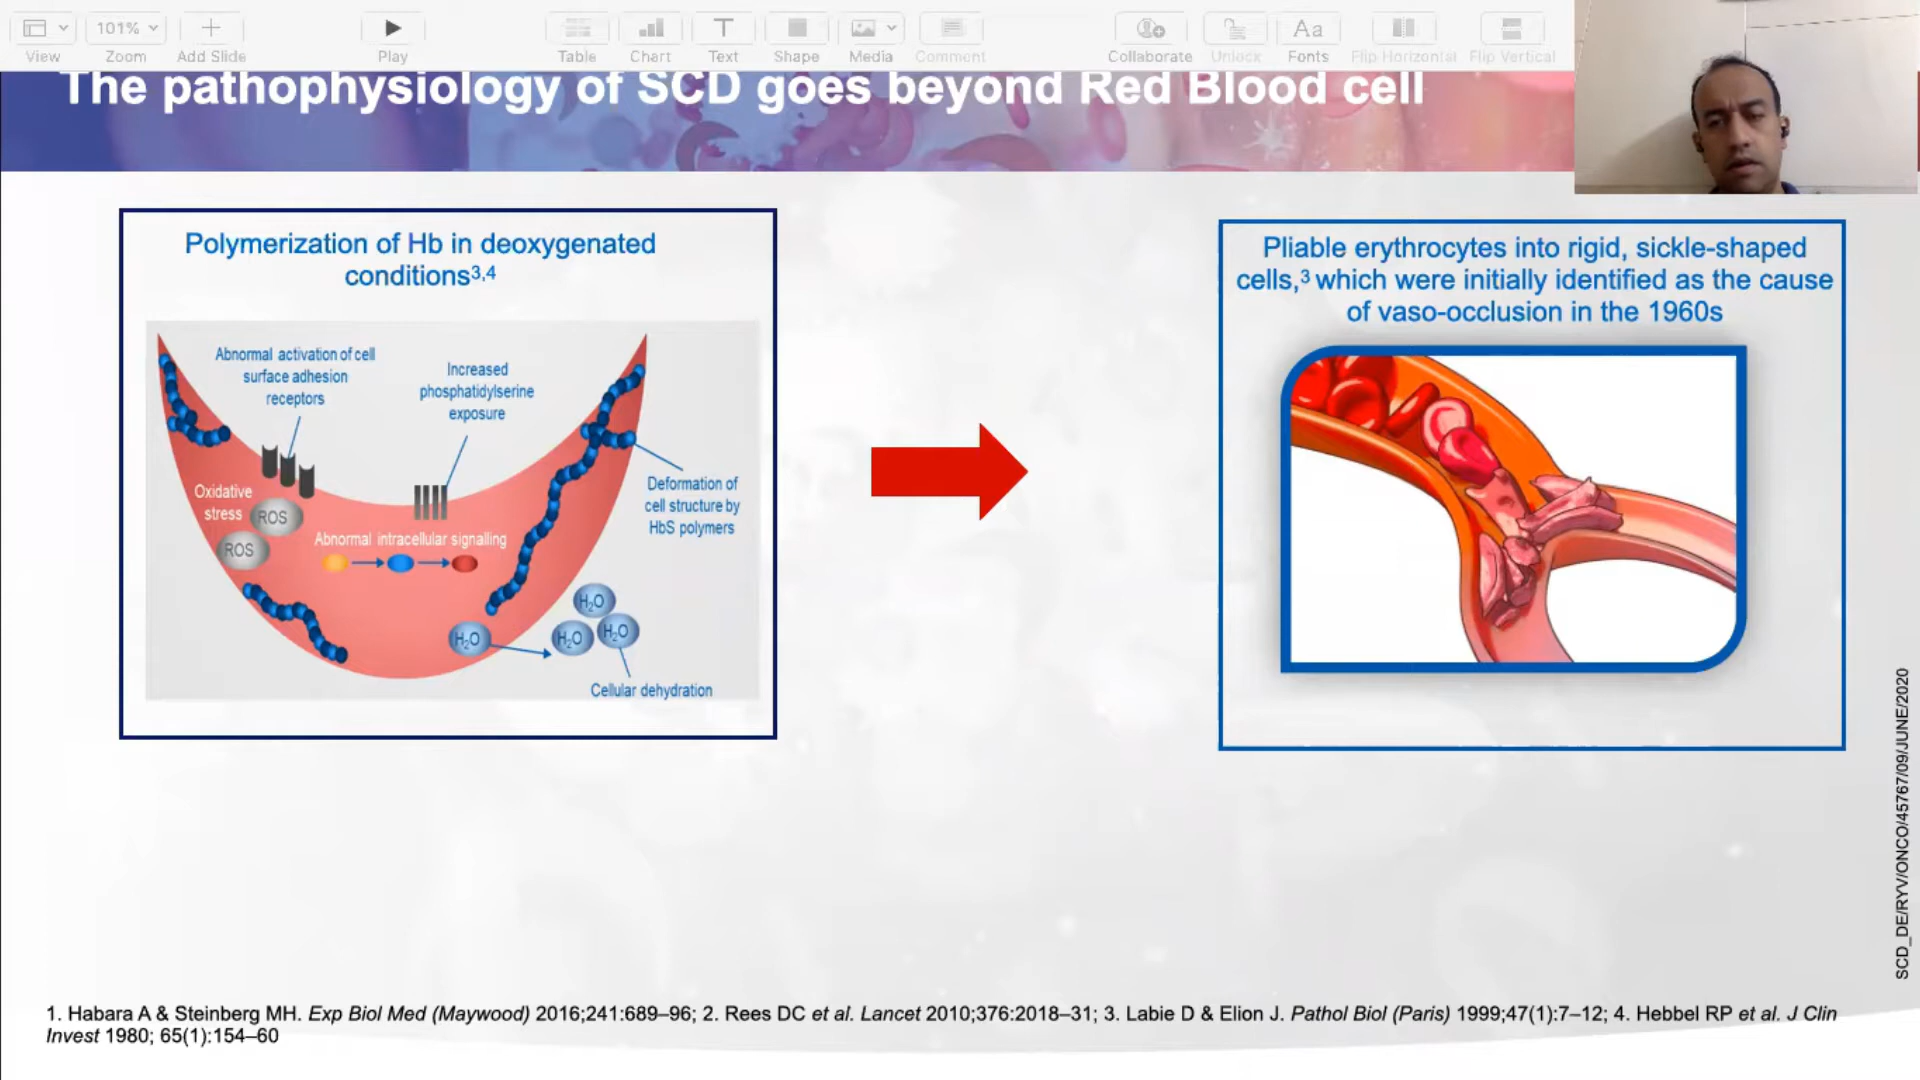 101%
View
Zoom
Add Slide
Play
Table
Chart
Text
Shape
Media
Comment
Aa
Collaborate
Unlock
Fonts
Flip Horizontal
Flip Vertical
The pathophysiology of SCD goes beyond Red Blood cell
Polymerization of Hb in deoxygenated
conditions3,4
Abnormal activation of cell
surface adhesion
receptors
Increased
phosphatidylserine
exposure
Oxidative
stress
ROS
ROS
Abnormal intracellular signalling
Deformation of
cell structure by
HbS polymers
H2O
H2O
H2O
H2O
Cellular dehydration
Pliable erythrocytes into rigid, sickle-shaped
cells,3 which were initially identified as the cause
of vaso-occlusion in the 1960s
SCD_DE/RYV/ONCO/45767/09/JUNE/2020
1. Habara A & Steinberg MH. Exp Biol Med (Maywood) 2016;241:689–96; 2. Rees DC et al. Lancet 2010;376:2018–31; 3. Labie D & Elion J. Pathol Biol (Paris) 1999;47(1):7–12; 4. Hebbel RP et al. J Clin
Invest 1980; 65(1):154–60